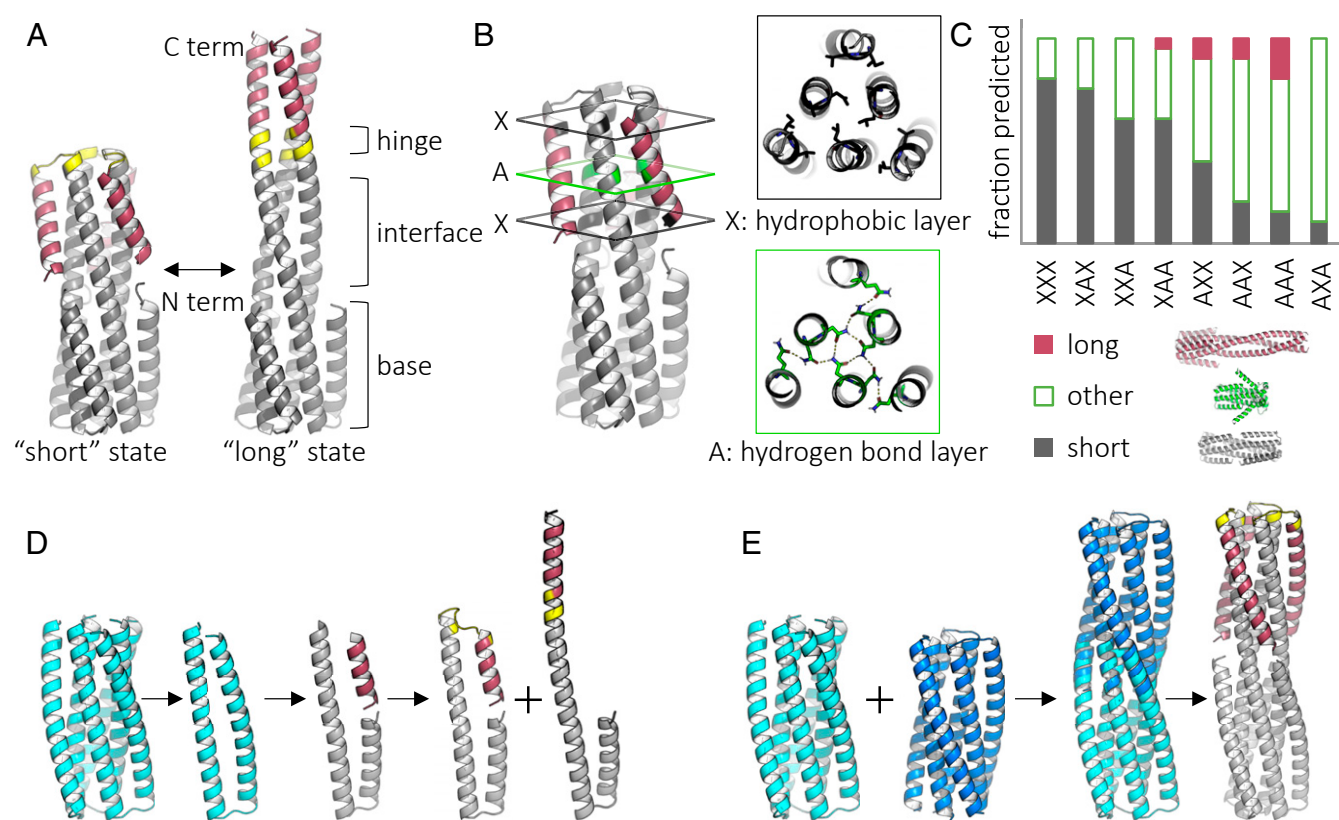 A
C term
hinge
interface
N term
base
"short" state
"long" state
B
X
A
X
X: hydrophobic layer
A: hydrogen bond layer
C
fraction predicted
XXX
XAX
XXA
XAA
AXX
AAX
AAA
AXA
long
other
short
D
+
E
+